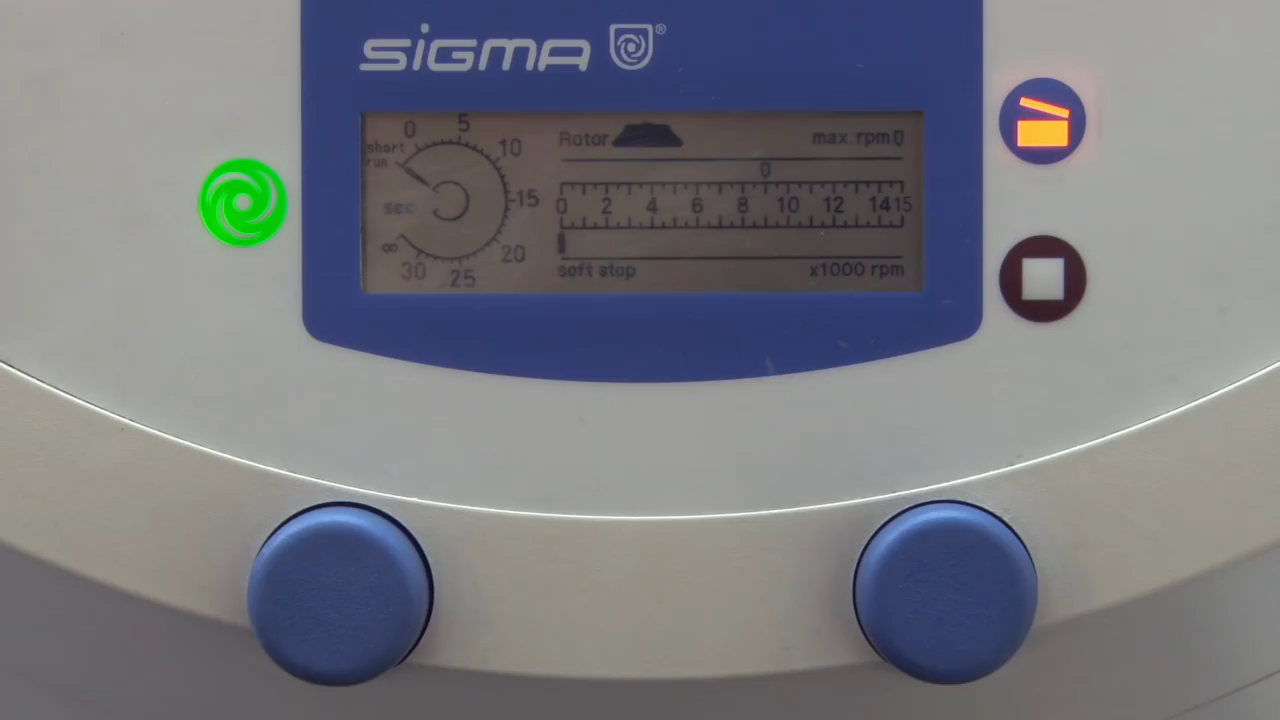 SIGMA ®
0 5 10 15 20 25 30 ∞
short run
sec
Rotor max. rpm
0 2 4 6 8 10 12 14 15
soft stop x1000 rpm